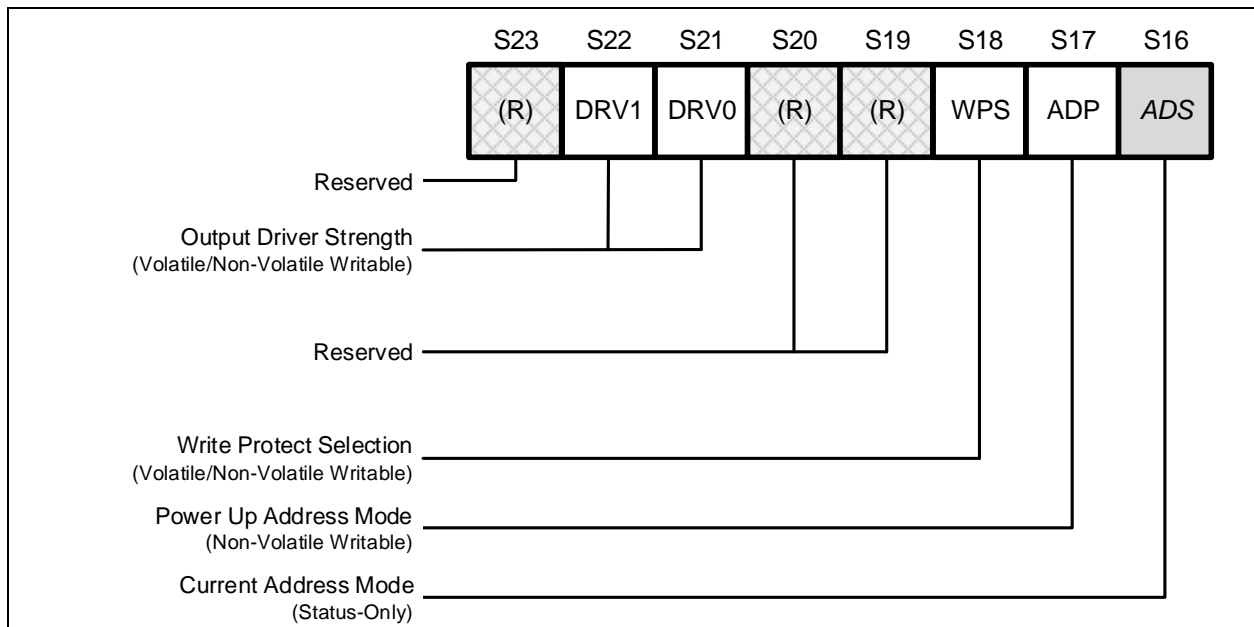 S23 S22 S21 S20 S19 S18 S17 S16
(R) DRV1 DRV0 (R) (R) WPS ADP ADS
Reserved
Output Driver Strength
(Volatile/Non-Volatile Writable)
Reserved
Write Protect Selection
(Volatile/Non-Volatile Writable)
Power Up Address Mode
(Non-Volatile Writable)
Current Address Mode
(Status-Only)